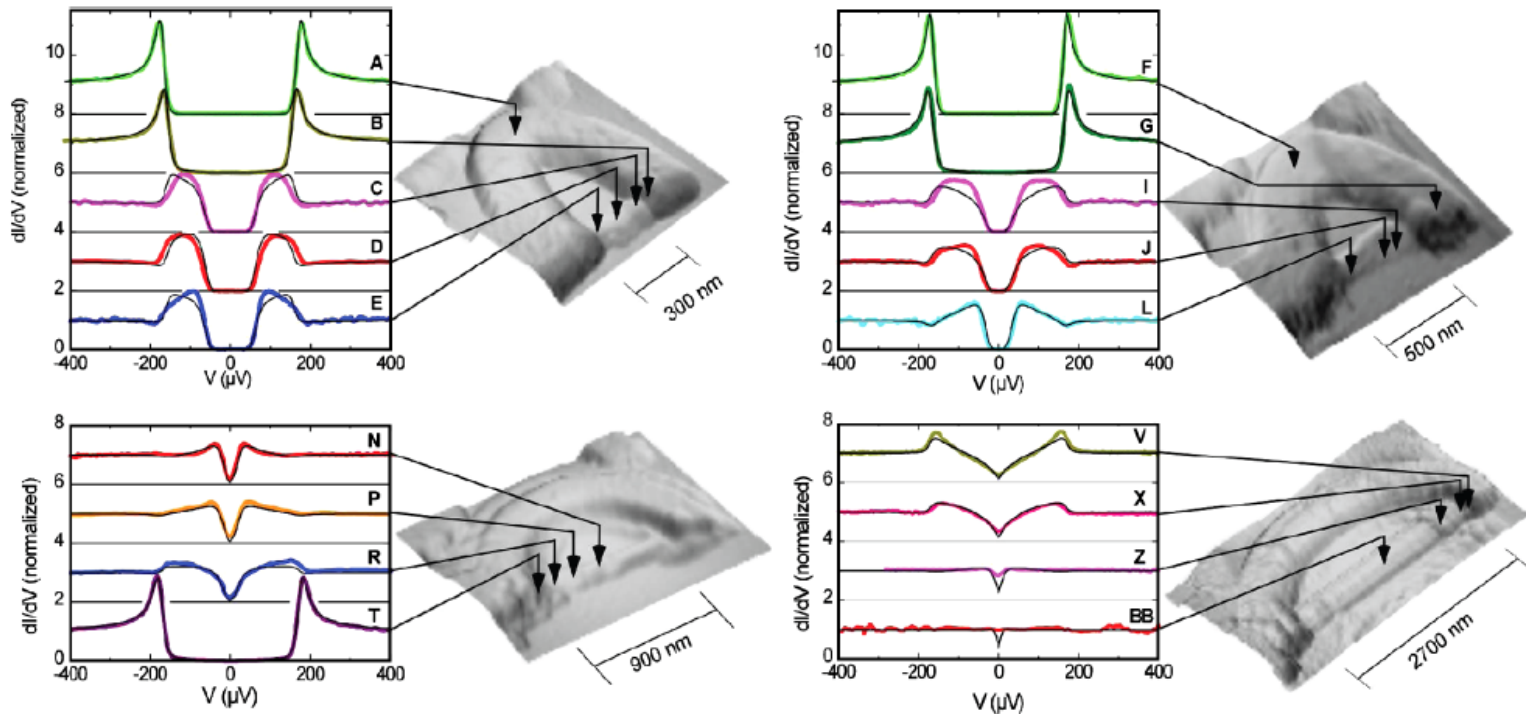 dI/dV (normalized)
10
8
6
4
2
0
A
B
C
D
E
-400
-200
0
200
400
V (µV)
300 nm
dI/dV (normalized)
10
8
6
4
2
0
F
G
I
J
L
-400
-200
0
200
400
V (µV)
500 nm
dI/dV (normalized)
8
6
4
2
0
N
P
R
T
-400
-200
0
200
400
V (µV)
900 nm
dI/dV (normalized)
8
6
4
2
0
V
X
Z
BB
-400
-200
0
200
400
V (µV)
2700 nm